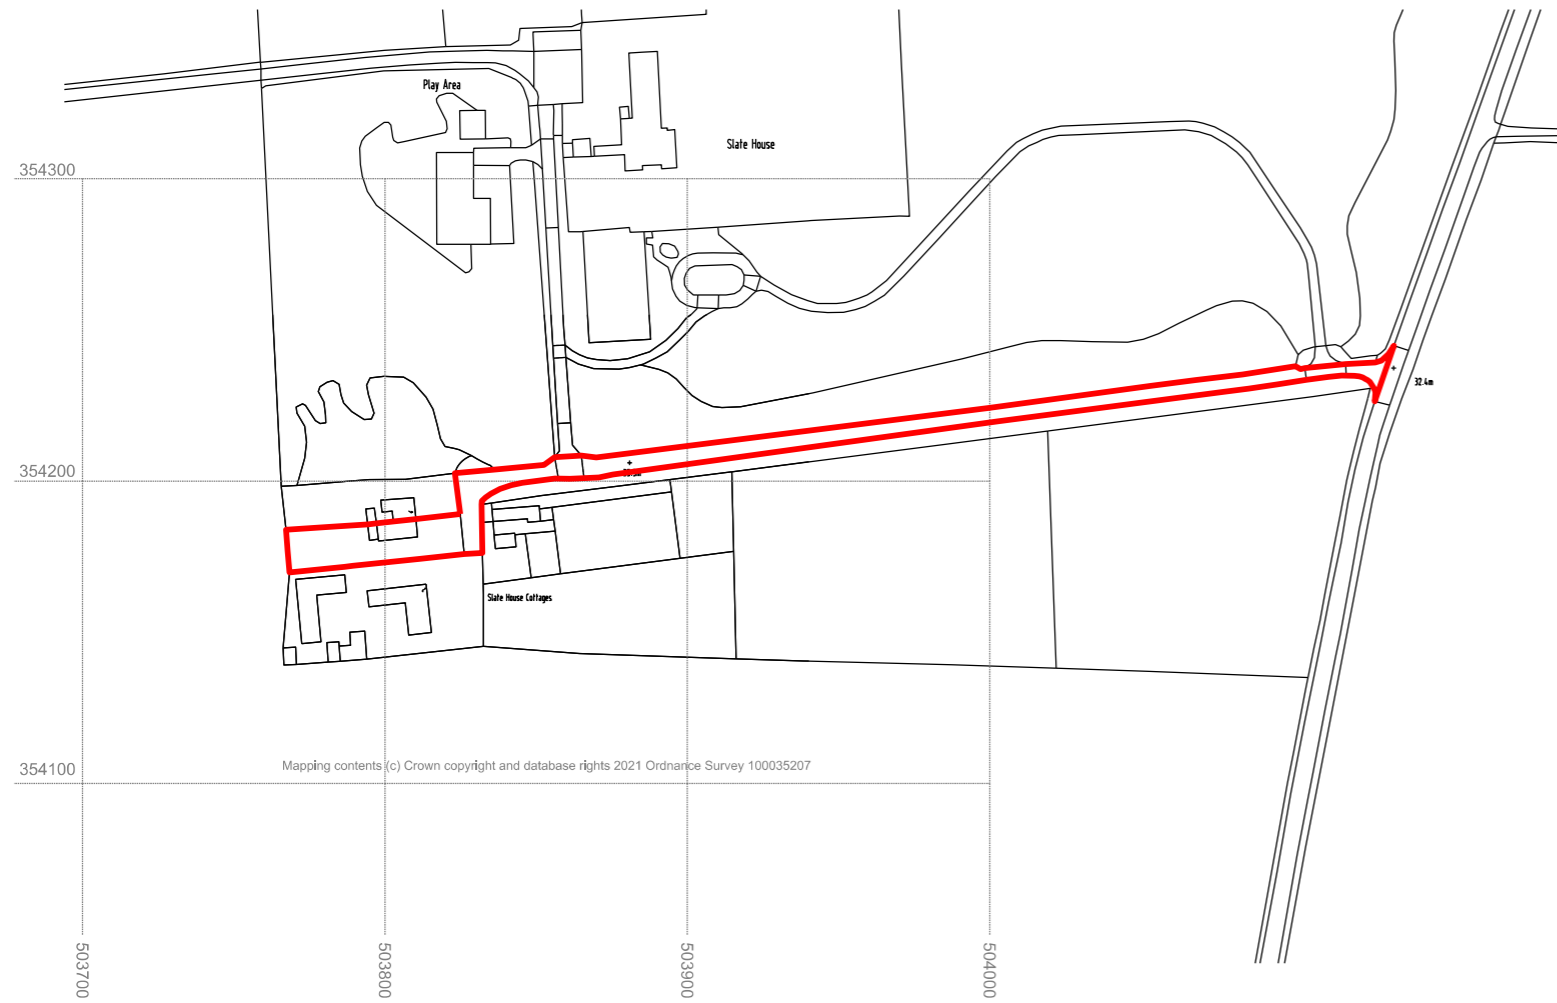 Play Area
Slate House
354300
32.4m
354200
Slate House Cottages
Mapping contents (c) Crown copyright and database rights 2021 Ordnance Survey 100035207
354100
503700
503800
503900
504000